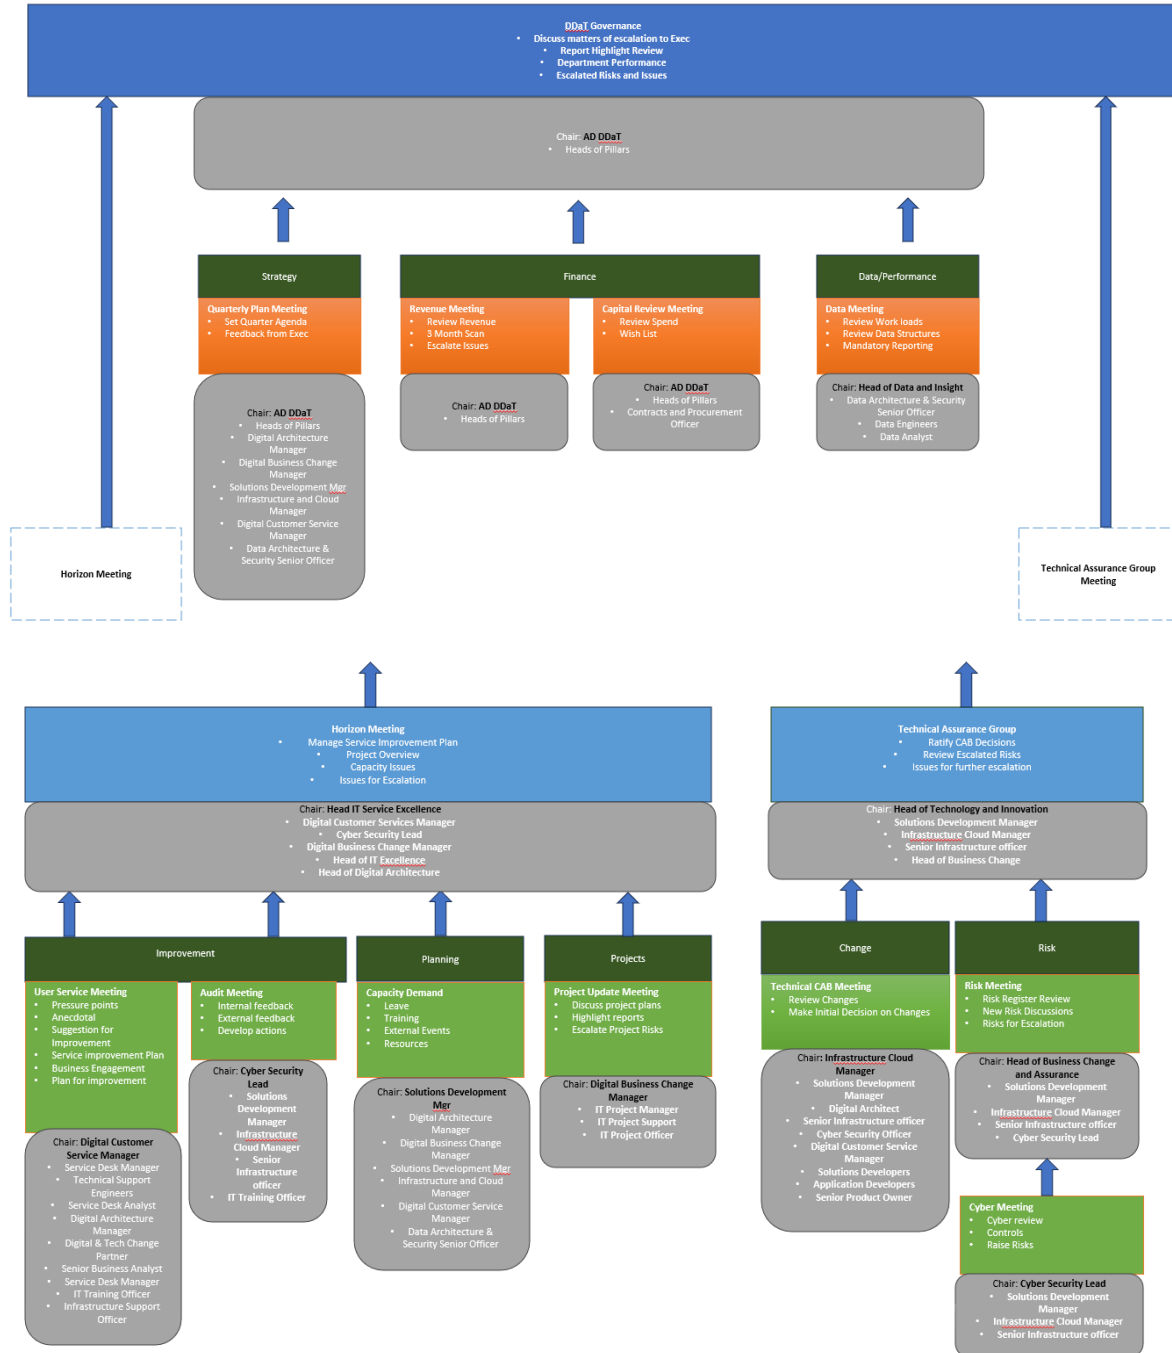 DDaT Governance
• Discuss matters of escalation to Exec
• Report Highlight Review
• Department Performance
• Escalated Risks and Issues
Chair: AD DDaT
• Heads of Pillars
Strategy
Quarterly Plan Meeting
• Set Quarter Agenda
• Feedback from Exec
Chair: AD DDaT
• Heads of Pillars
• Digital Architecture
Manager
• Digital Business Change
Manager
• Solutions Development Mgr
• Infrastructure and Cloud
Manager
• Digital Customer Service
Manager
• Data Architecture &
Security Senior Officer
Finance
Revenue Meeting
• Review Revenue
• 3 Month Scan
• Escalate Issues
Chair: AD DDaT
• Heads of Pillars
Capital Review Meeting
• Review Spend
• Wish List
Chair: AD DDaT
• Heads of Pillars
• Contracts and Procurement
Officer
Data/Performance
Data Meeting
• Review Work loads
• Review Data Structures
• Mandatory Reporting
Chair: Head of Data and Insight
• Data Architecture & Security
Senior Officer
• Data Engineers
• Data Analyst
Horizon Meeting
Technical Assurance Group
Meeting
Horizon Meeting
• Manage Service Improvement Plan
• Project Overview
• Capacity Issues
• Issues for Escalation
Chair: Head IT Service Excellence
• Digital Customer Services Manager
• Cyber Security Lead
• Digital Business Change Manager
• Head of IT Excellence
• Head of Digital Architecture
Technical Assurance Group
• Ratify CAB Decisions
• Review Escalated Risks
• Issues for further escalation
Chair: Head of Technology and Innovation
• Solutions Development Manager
• Infrastructure Cloud Manager
• Senior Infrastructure officer
• Head of Business Change
Improvement
User Service Meeting
• Pressure points
• Anecdotal
• Suggestion for
Improvement
• Service improvement Plan
• Business Engagement
• Plan for improvement
Chair: Digital Customer
Service Manager
• Service Desk Manager
• Technical Support
Engineers
• Service Desk Analyst
• Digital Architecture
Manager
• Digital & Tech Change
Partner
• Senior Business Analyst
• Service Desk Manager
• IT Training Officer
• Infrastructure Support
Officer
Audit Meeting
• Internal feedback
• External feedback
• Develop actions
Chair: Cyber Security
Lead
• Solutions
Development
Manager
• Infrastructure
Cloud Manager
• Senior
Infrastructure
officer
• IT Training Officer
Planning
Capacity Demand
• Leave
• Training
• External Events
• Resources
Chair: Solutions Development
Mgr
• Digital Architecture
Manager
• Digital Business Change
Manager
• Solutions Development Mgr
• Infrastructure and Cloud
Manager
• Digital Customer Service
Manager
• Data Architecture &
Security Senior Officer
Projects
Project Update Meeting
• Discuss project plans
• Highlight reports
• Escalate Project Risks
Chair: Digital Business Change
Manager
• IT Project Manager
• IT Project Support
• IT Project Officer
Change
Technical CAB Meeting
• Review Changes
• Make Initial Decision on Changes
Chair: Infrastructure Cloud
Manager
• Solutions Development
Manager
• Digital Architect
• Senior Infrastructure officer
• Cyber Security Officer
• Digital Customer Service
Manager
• Solutions Developers
• Application Developers
• Senior Product Owner
Risk
Risk Meeting
• Risk Register Review
• New Risk Discussions
• Risks for Escalation
Chair: Head of Business Change
and Assurance
• Solutions Development
Manager
• Infrastructure Cloud Manager
• Senior Infrastructure officer
• Cyber Security Lead
Cyber Meeting
• Cyber review
• Controls
• Raise Risks
Chair: Cyber Security Lead
• Solutions Development
Manager
• Infrastructure Cloud Manager
• Senior Infrastructure officer